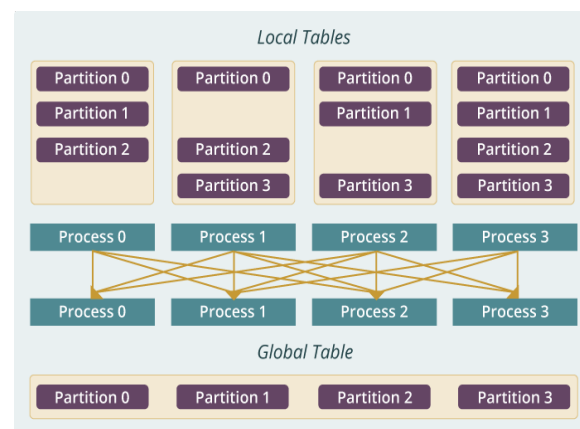 Local Tables
Partition 0 Partition 0 Partition 0 Partition 0
Partition 1 Partition 1 Partition 1
Partition 2 Partition 2 Partition 2
Partition 3 Partition 3 Partition 3
Process 0 Process 1 Process 2 Process 3
Process 0 Process 1 Process 2 Process 3
Global Table
Partition 0 Partition 1 Partition 2 Partition 3